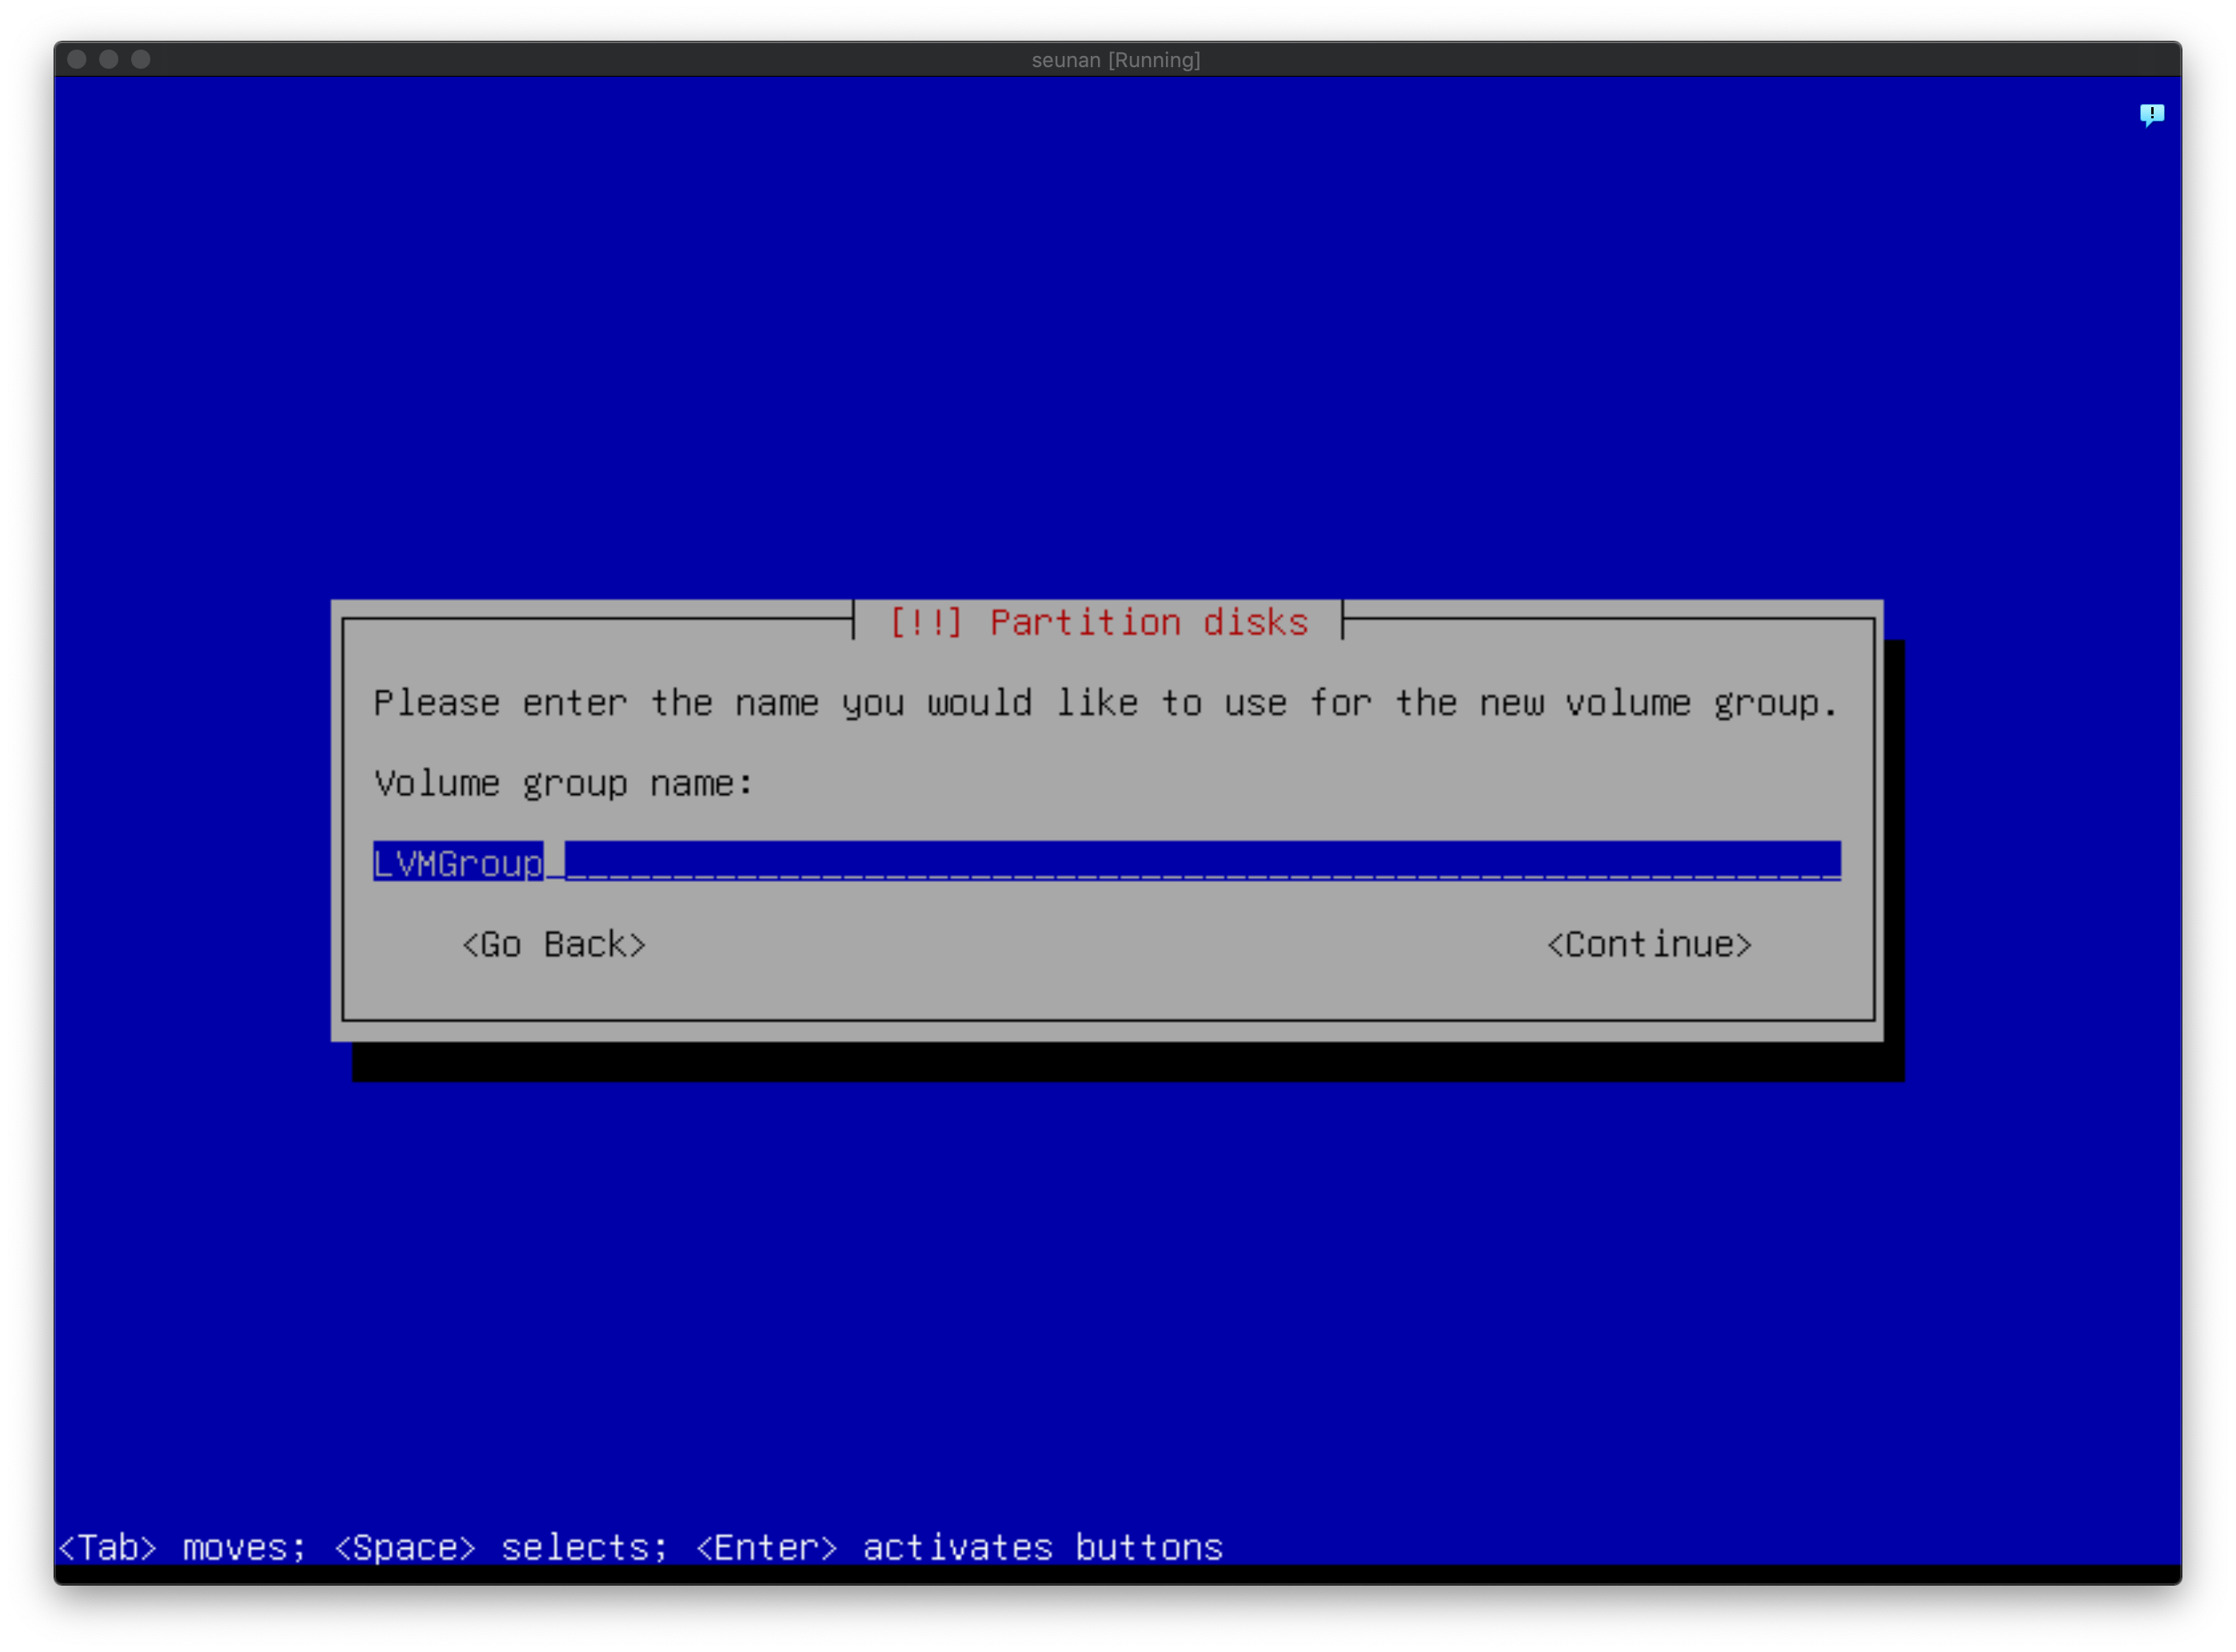 seunan [Running]
[!!] Partition disks
Please enter the name you would like to use for the new volume group.
Volume group name:
LVMGroup_____________________________________________________________
<Go Back> <Continue>
<Tab> moves; <Space> selects; <Enter> activates buttons